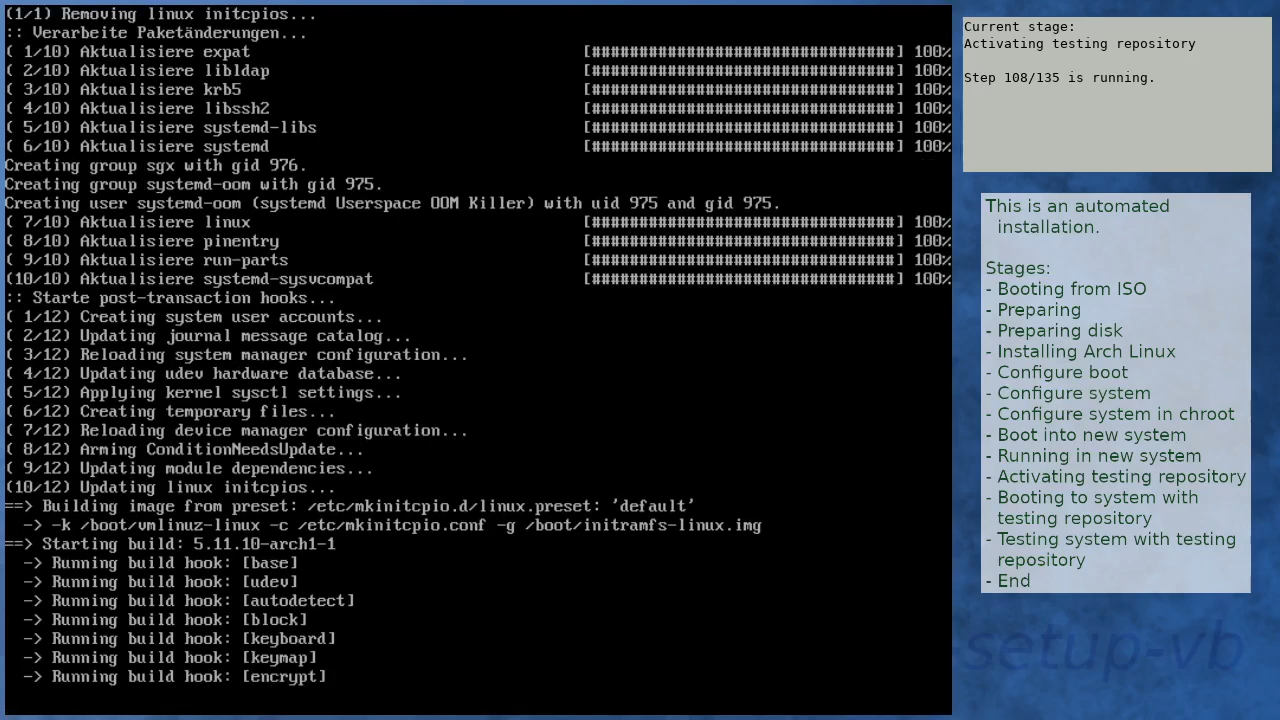 (1/1) Removing linux initcpios...
:: Verarbeite Paketänderungen...
( 1/10) Aktualisiere expat [################################] 100%
( 2/10) Aktualisiere libldap [################################] 100%
( 3/10) Aktualisiere krb5 [################################] 100%
( 4/10) Aktualisiere libssh2 [################################] 100%
( 5/10) Aktualisiere systemd-libs [################################] 100%
( 6/10) Aktualisiere systemd [################################] 100%
Creating group sgx with gid 976.
Creating group systemd-oom with gid 975.
Creating user systemd-oom (systemd Userspace OOM Killer) with uid 975 and gid 975.
( 7/10) Aktualisiere linux [################################] 100%
( 8/10) Aktualisiere pinentry [################################] 100%
( 9/10) Aktualisiere run-parts [################################] 100%
(10/10) Aktualisiere systemd-sysvcompat [################################] 100%
:: Starte post-transaction hooks...
( 1/12) Creating system user accounts...
( 2/12) Updating journal message catalog...
( 3/12) Reloading system manager configuration...
( 4/12) Updating udev hardware database...
( 5/12) Applying kernel sysctl settings...
( 6/12) Creating temporary files...
( 7/12) Reloading device manager configuration...
( 8/12) Arming ConditionNeedsUpdate...
( 9/12) Updating module dependencies...
(10/12) Updating linux initcpios...
==> Building image from preset: /etc/mkinitcpio.d/linux.preset: 'default'
-> -k /boot/vmlinuz-linux -c /etc/mkinitcpio.conf -g /boot/initramfs-linux.img
==> Starting build: 5.11.10-arch1-1
-> Running build hook: [base]
-> Running build hook: [udev]
-> Running build hook: [autodetect]
-> Running build hook: [block]
-> Running build hook: [keyboard]
-> Running build hook: [keymap]
-> Running build hook: [encrypt]
Current stage:
Activating testing repository
Step 108/135 is running.
This is an automated
installation.
Stages:
- Booting from ISO
- Preparing
- Preparing disk
- Installing Arch Linux
- Configure boot
- Configure system
- Configure system in chroot
- Boot into new system
- Running in new system
- Activating testing repository
- Booting to system with
testing repository
- Testing system with testing
repository
- End
-setup-vb